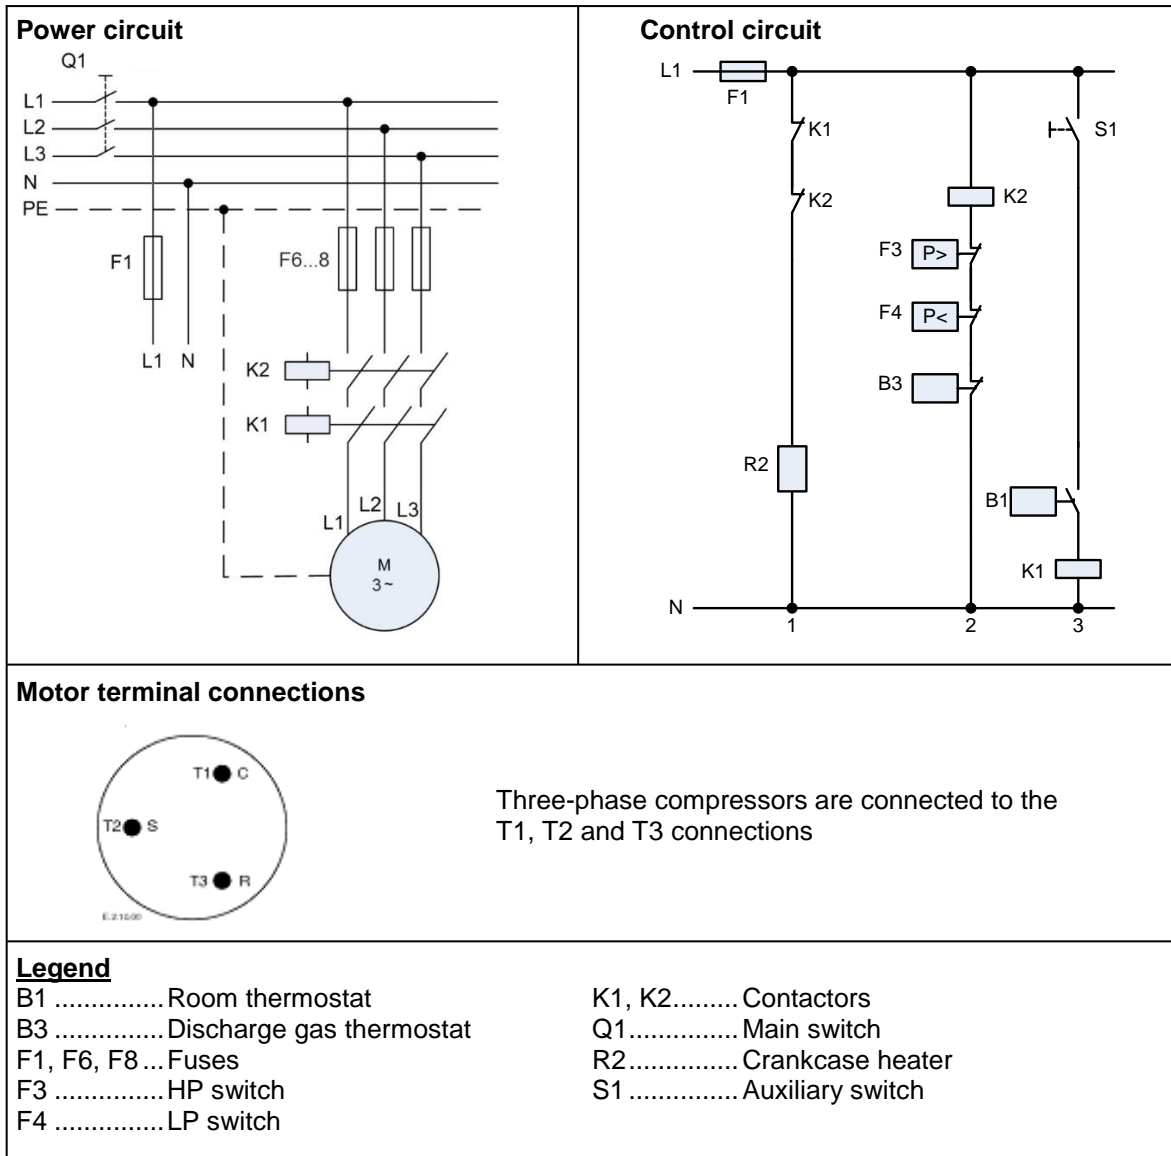 Power circuit
Q1
L1
L2
L3
N
PE
F1
F6...8
L1 N
K2
K1
L1 L2 L3
M
3~
Control circuit
L1
F1
K1
S1
K2
K2
F3 P>
F4 P<
B3
R2
B1
K1
N
1 2 3
Motor terminal connections
T1 C
T2 S
T3 R
Three-phase compressors are connected to the
T1, T2 and T3 connections
Legend
B1 ............... Room thermostat
B3 ............... Discharge gas thermostat
F1, F6, F8 ... Fuses
F3 ............... HP switch
F4 ............... LP switch
K1, K2......... Contactors
Q1............... Main switch
R2............... Crankcase heater
S1 ............... Auxiliary switch